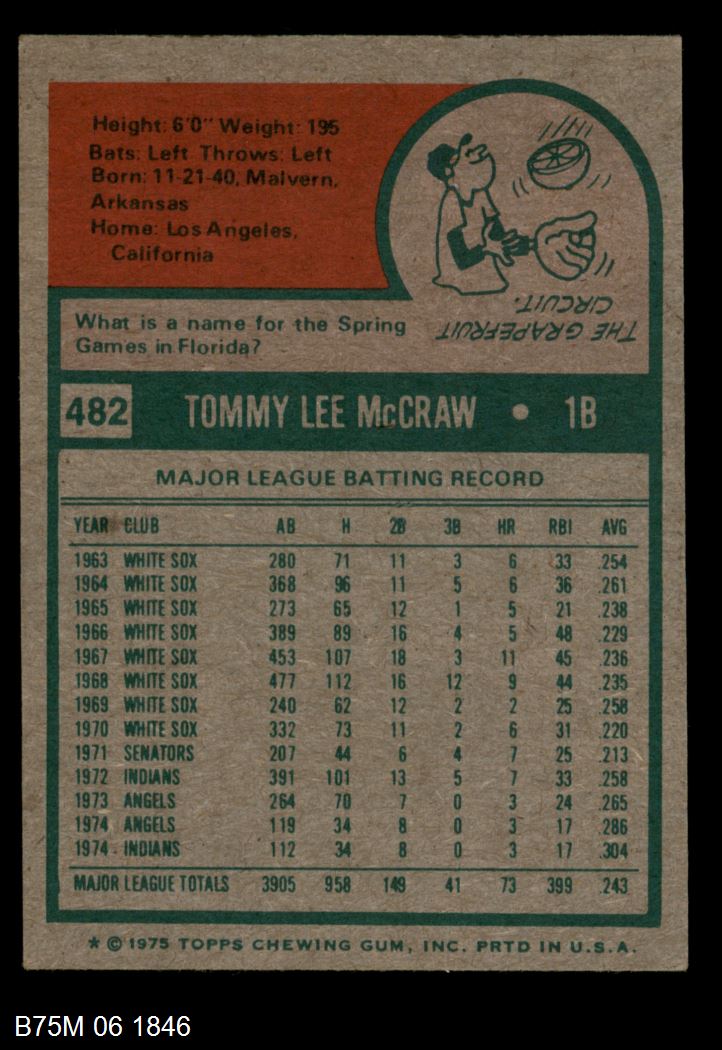 Height: 6'0" Weight: 195
Bats: Left Throws: Left
Born: 11-21-40, Malvern,
Arkansas
Home: Los Angeles,
California
What is a name for the Spring
Games in Florida?
THE GRAPEFRUIT
CIRCUIT.
482 TOMMY LEE McCRAW • 1B
MAJOR LEAGUE BATTING RECORD
YEAR CLUB AB H 2B 3B HR RBI AVG
1963 WHITE SOX 280 71 11 3 6 33 .254
1964 WHITE SOX 368 96 11 5 6 36 .261
1965 WHITE SOX 273 65 12 1 5 21 .238
1966 WHITE SOX 389 89 16 4 5 48 .229
1967 WHITE SOX 453 107 18 3 11 45 .236
1968 WHITE SOX 477 112 16 12 9 44 .235
1969 WHITE SOX 240 62 12 2 2 25 .258
1970 WHITE SOX 332 73 11 2 6 31 .220
1971 SENATORS 207 44 6 4 7 25 .213
1972 INDIANS 391 101 13 5 7 33 .258
1973 ANGELS 264 70 7 0 3 24 .265
1974 ANGELS 119 34 8 0 3 17 .286
1974 INDIANS 112 34 8 0 3 17 .304
MAJOR LEAGUE TOTALS 3905 958 149 41 73 399 .243
* © 1975 TOPPS CHEWING GUM, INC. PRTD IN U.S.A.
B75M 06 1846